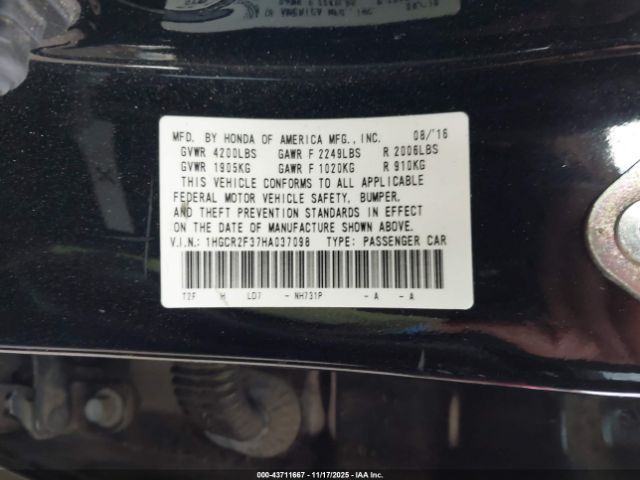 MFD. BY HONDA OF AMERICA MFG., INC. 08/'16
GVWR 4200LBS GAWR F 2249LBS R 2006LBS
GVWR 1905KG GAWR F 1020KG R 910KG
THIS VEHICLE CONFORMS TO ALL APPLICABLE
FEDERAL MOTOR VEHICLE SAFETY, BUMPER,
AND THEFT PREVENTION STANDARDS IN EFFECT
ON THE DATE OF MANUFACTURE SHOWN ABOVE.
V.I.N.: 1HGCR2F37HA037098 TYPE: PASSENGER CAR
T2F H LD7 - NH731P - A - A
000-43711667 - 11/17/2025 - IAA Inc.